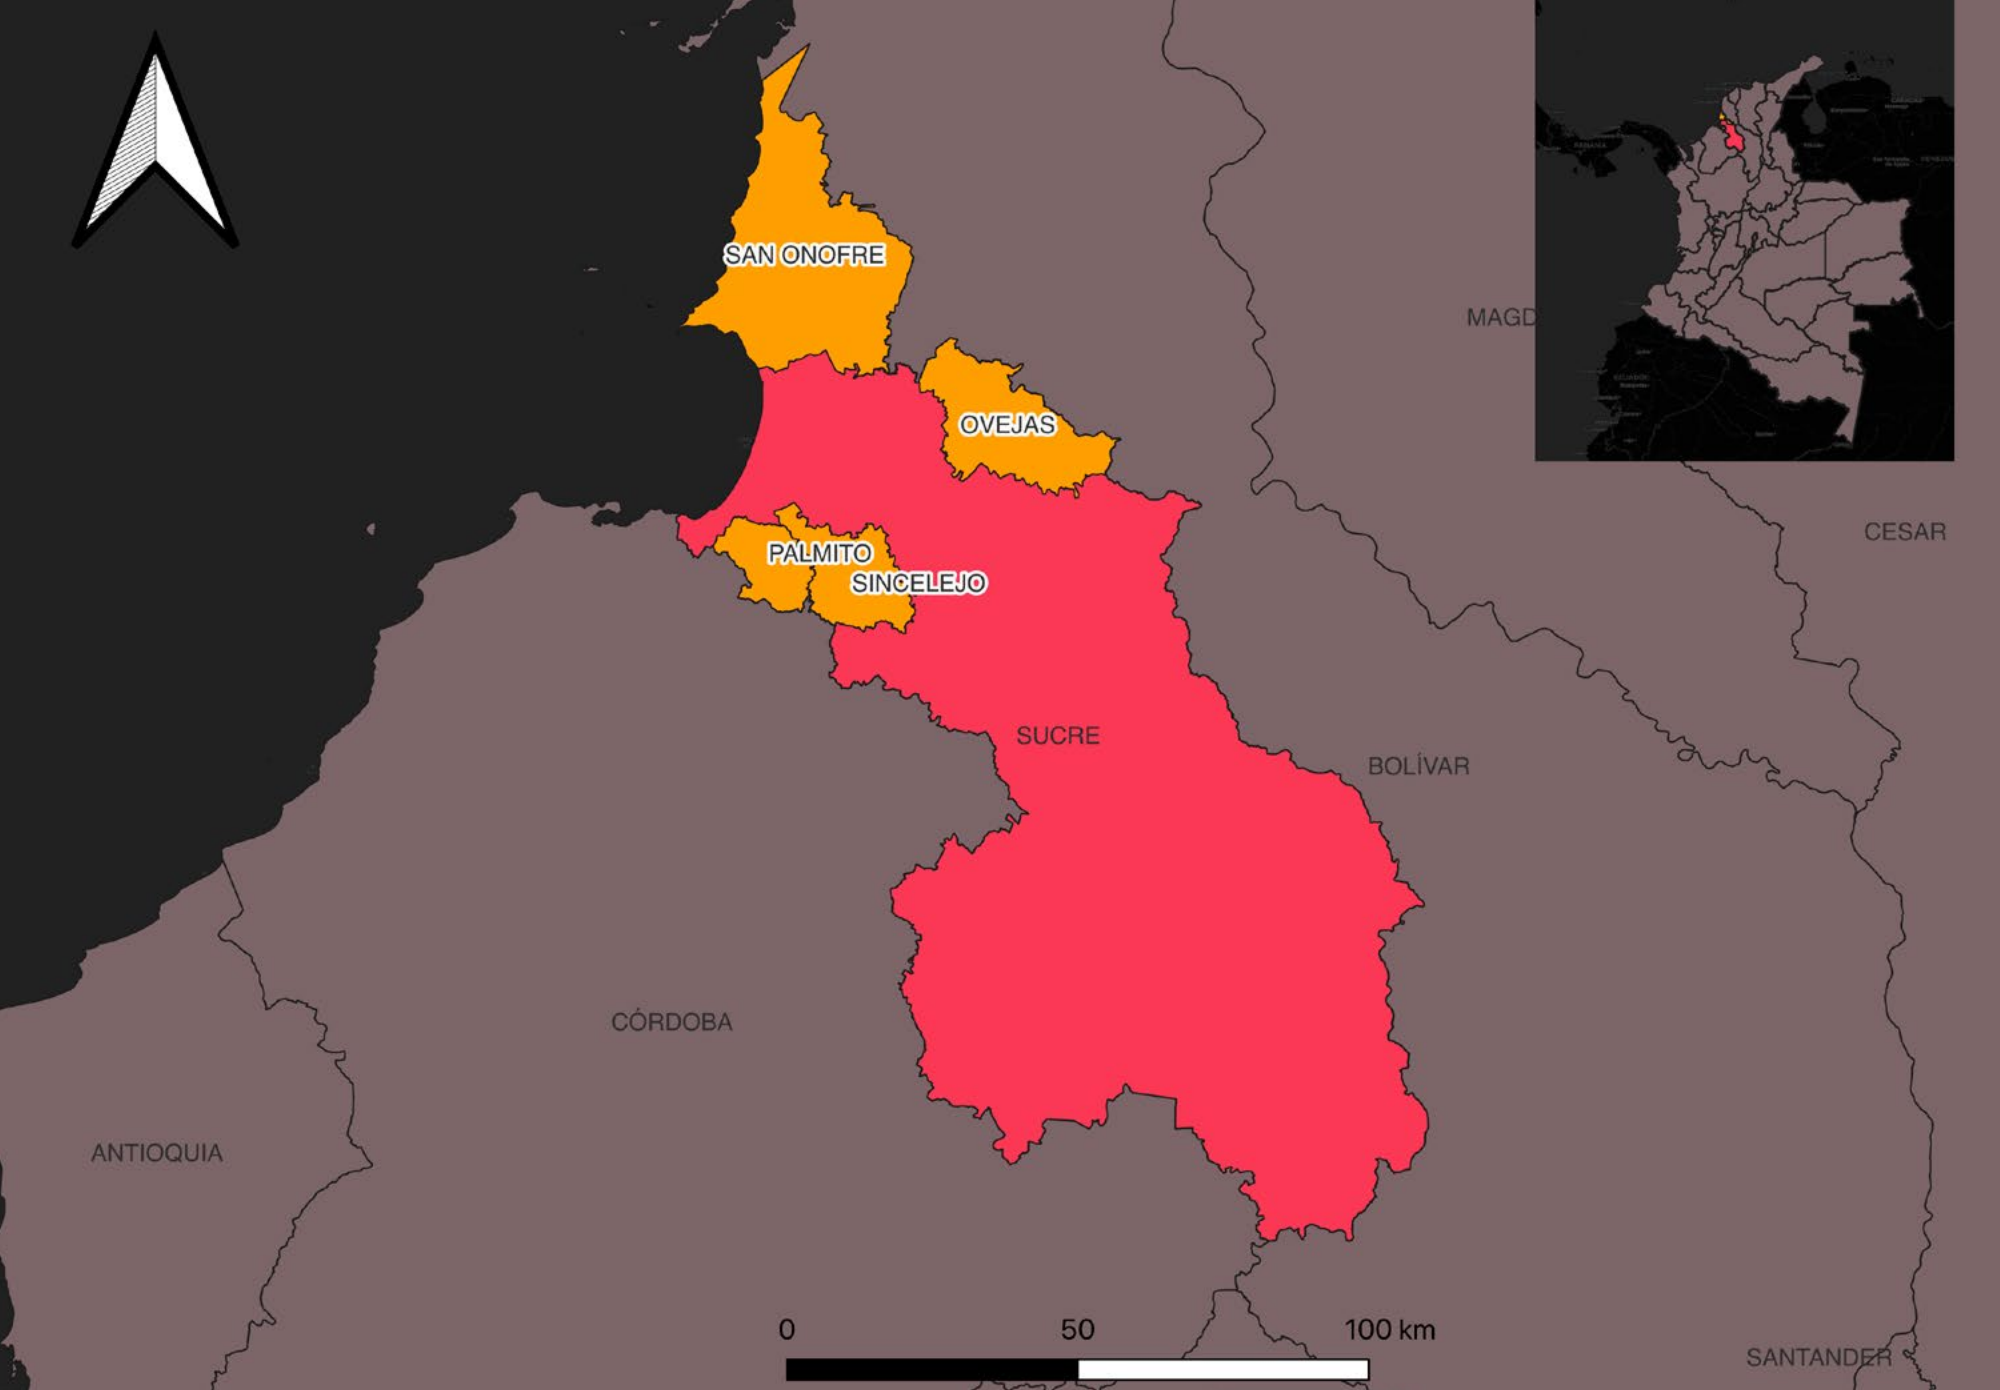 SAN ONOFRE
MAGD
OVEJAS
CESAR
PALMITO
SINCELEJO
SUCRE
BOLÍVAR
CÓRDOBA
ANTIOQUIA
0 50 100 km
SANTANDER